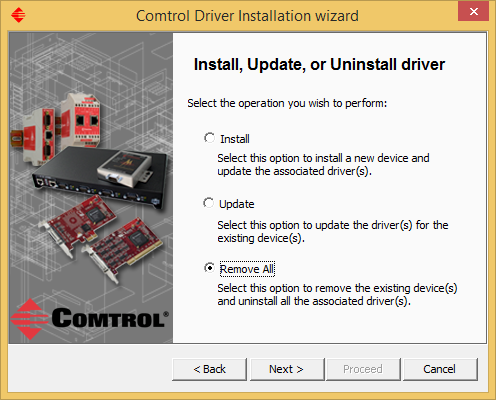 Comtrol Driver Installation wizard
Install, Update, or Uninstall driver
Select the operation you wish to perform:
Install
Select this option to install a new device and
update the associated driver(s).
Update
Select this option to update the driver(s) for the
existing device(s).
Remove All
Select this option to remove the existing device(s)
and uninstall all the associated driver(s).
COMTROL®
< Back
Next >
Proceed
Cancel